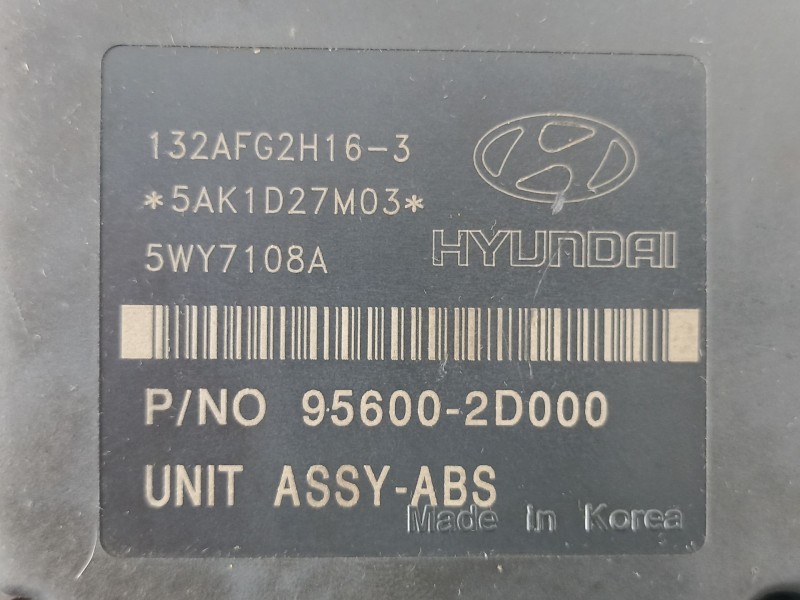 132AFG2H16-3
*5AK1D27M03*
5WY7108A
HYUNDAI
P/NO 95600-2D000
UNIT ASSY-ABS
Made in Korea